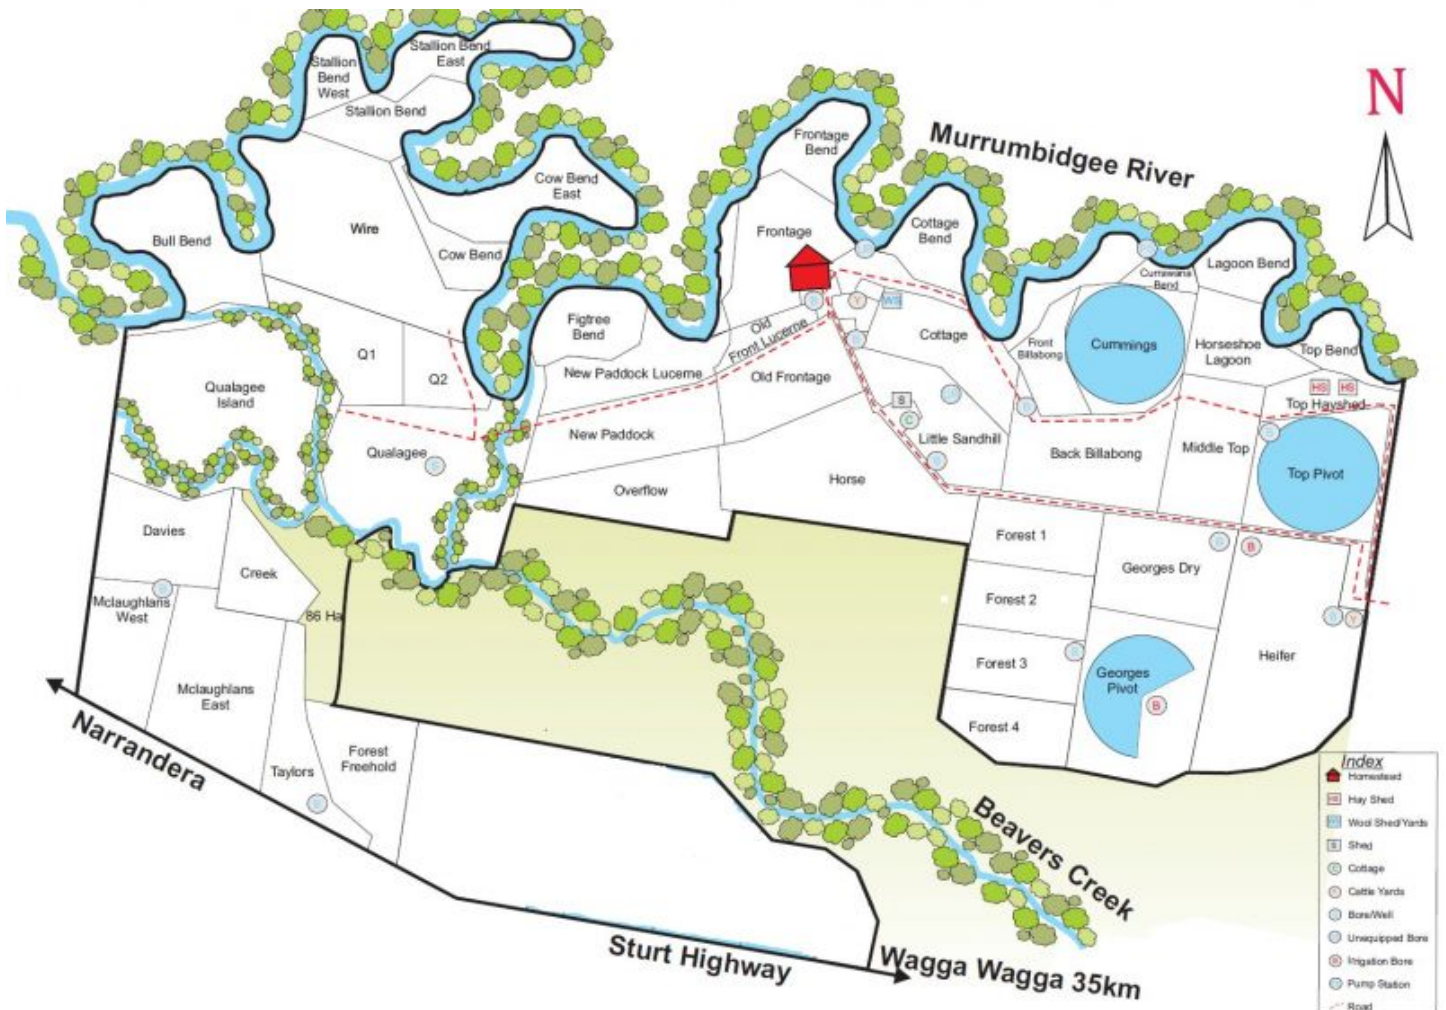 Stallion Bend
East
Stallion
Bend
West
Stallion Bend
N
Murrumbidgee River
Frontage
Bend
Cow Bend
East
Bull Bend
Wire
Cow Bend
Frontage
Cottage
Bend
Lagoon Bend
Currawana
Bend
Y
WS
Figtree
Bend
Old
Front Lucerne
Cottage
Front
Billabong
Cummings
Horseshoe
Lagoon
Top Bend
Q1
Q2
New Paddock Lucerne
Old Frontage
Qualagee
Island
HS
HS
Top Hayshed
S
C
Little Sandhill
New Paddock
Qualagee
Back Billabong
Middle Top
Top Pivot
Overflow
Horse
Davies
Forest 1
B
Georges Dry
Creek
Mclaughlans
West
86 Ha
Forest 2
Y
Forest 3
Georges
Pivot
B
Heifer
Mclaughlans
East
Forest 4
Narrandera
Taylors
Forest
Freehold
Beavers Creek
Sturt Highway
Wagga Wagga 35km
Index
Homestead
HS Hay Shed
WS Wool Shed/Yards
S Shed
C Cottage
Y Cattle Yards
Bore/Well
Unequipped Bore
B Irrigation Bore
Pump Station
Road